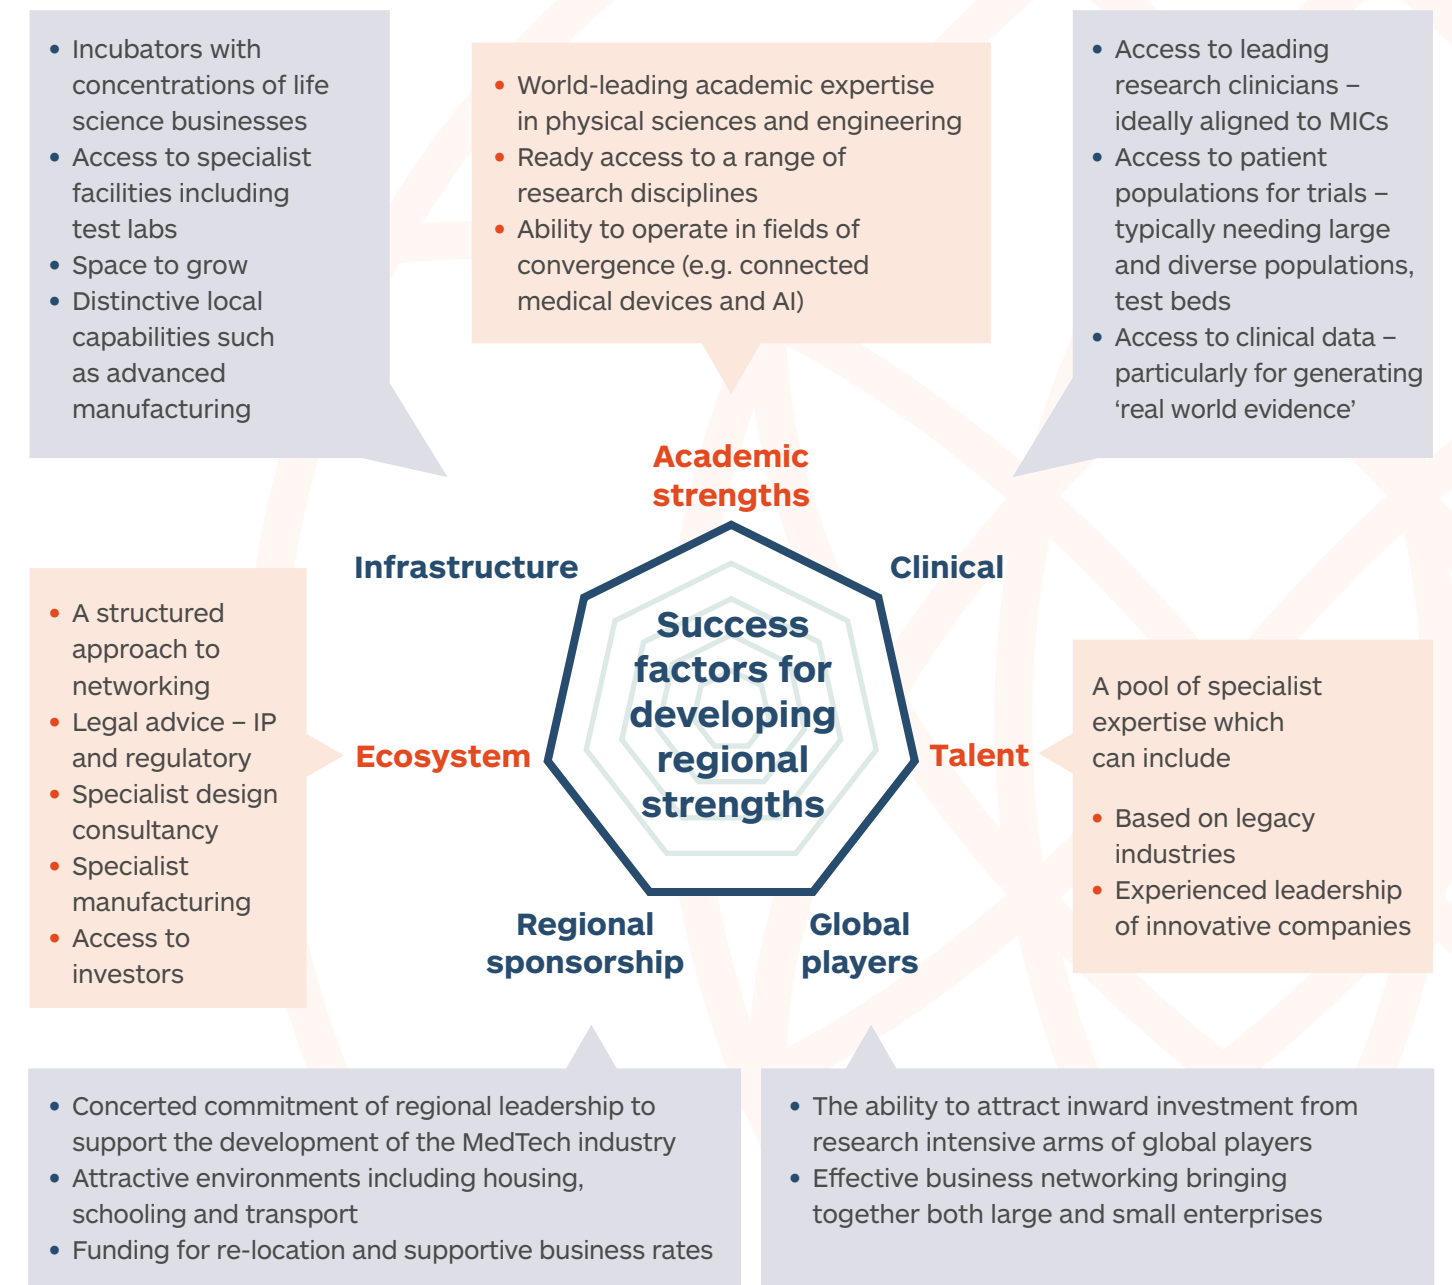 • Incubators with
concentrations of life
science businesses
• Access to specialist
facilities including
test labs
• Space to grow
• Distinctive local
capabilities such
as advanced
manufacturing
• World-leading academic expertise
in physical sciences and engineering
• Ready access to a range of
research disciplines
• Ability to operate in fields of
convergence (e.g. connected
medical devices and AI)
• Access to leading
research clinicians –
ideally aligned to MICs
• Access to patient
populations for trials –
typically needing large
and diverse populations,
test beds
• Access to clinical data –
particularly for generating
‘real world evidence’
Academic
strengths
Infrastructure
Clinical
Success
factors for
developing
regional
strengths
• A structured
approach to
networking
• Legal advice – IP
and regulatory
• Specialist design
consultancy
• Specialist
manufacturing
• Access to
investors
Ecosystem
Talent
A pool of specialist
expertise which
can include
• Based on legacy
industries
• Experienced leadership
of innovative companies
Regional
sponsorship
Global
players
• Concerted commitment of regional leadership to
support the development of the MedTech industry
• Attractive environments including housing,
schooling and transport
• Funding for re-location and supportive business rates
• The ability to attract inward investment from
research intensive arms of global players
• Effective business networking bringing
together both large and small enterprises